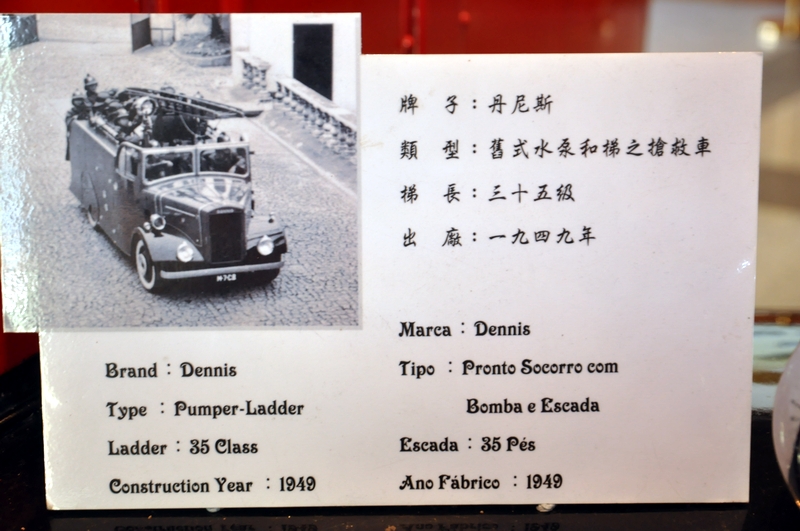 牌 子：丹尼斯
類 型：舊式水泵和梯之搶救車
梯 長：三十五级
出 廠：一九四九年
Brand : Dennis
Type : Pumper-Ladder
Ladder : 35 Class
Construction Year : 1949
Marca : Dennis
Tipo : Pronto Socorro com
Bomba e Escada
Escada : 35 Pés
Ano Fábrico : 1949